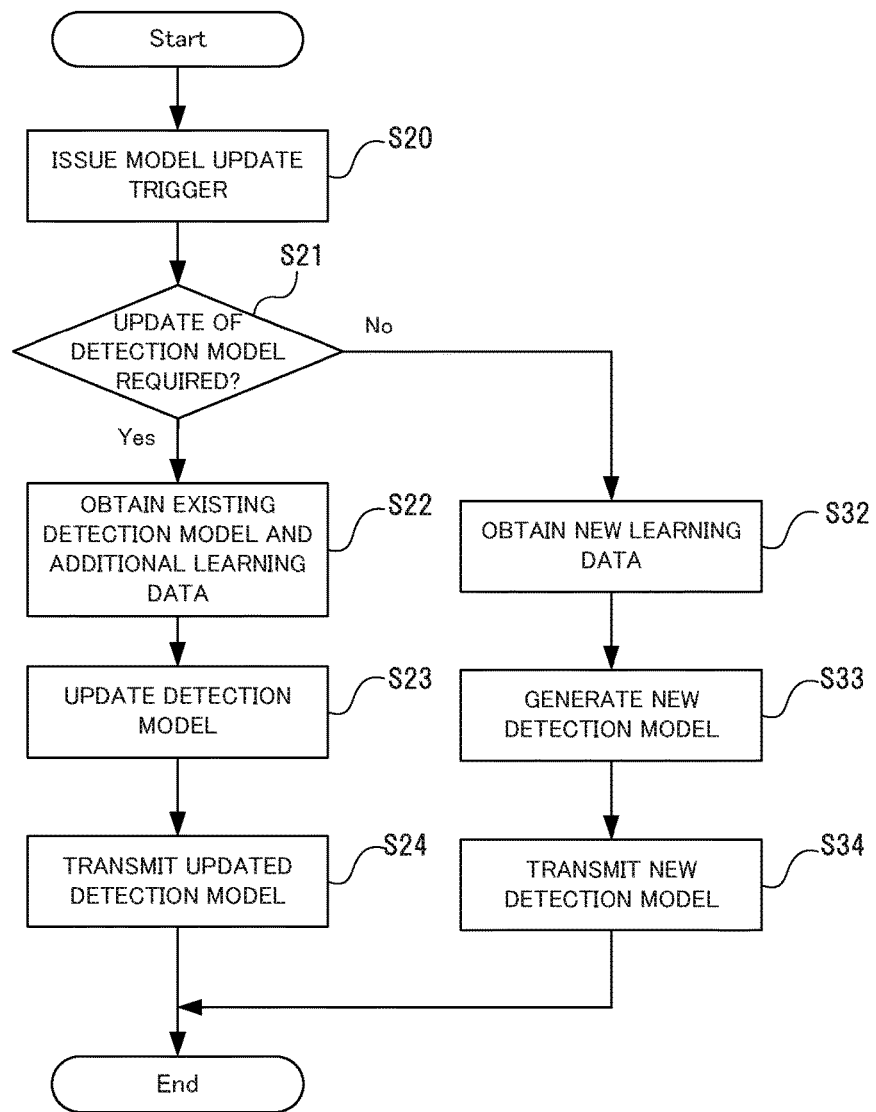 Start
ISSUE MODEL UPDATE
TRIGGER
S20
S21
UPDATE OF
DETECTION MODEL
REQUIRED?
No
Yes
OBTAIN EXISTING
DETECTION MODEL AND
ADDITIONAL LEARNING
DATA
S22
OBTAIN NEW LEARNING
DATA
S32
UPDATE DETECTION
MODEL
S23
GENERATE NEW
DETECTION MODEL
S33
TRANSMIT UPDATED
DETECTION MODEL
S24
TRANSMIT NEW
DETECTION MODEL
S34
End